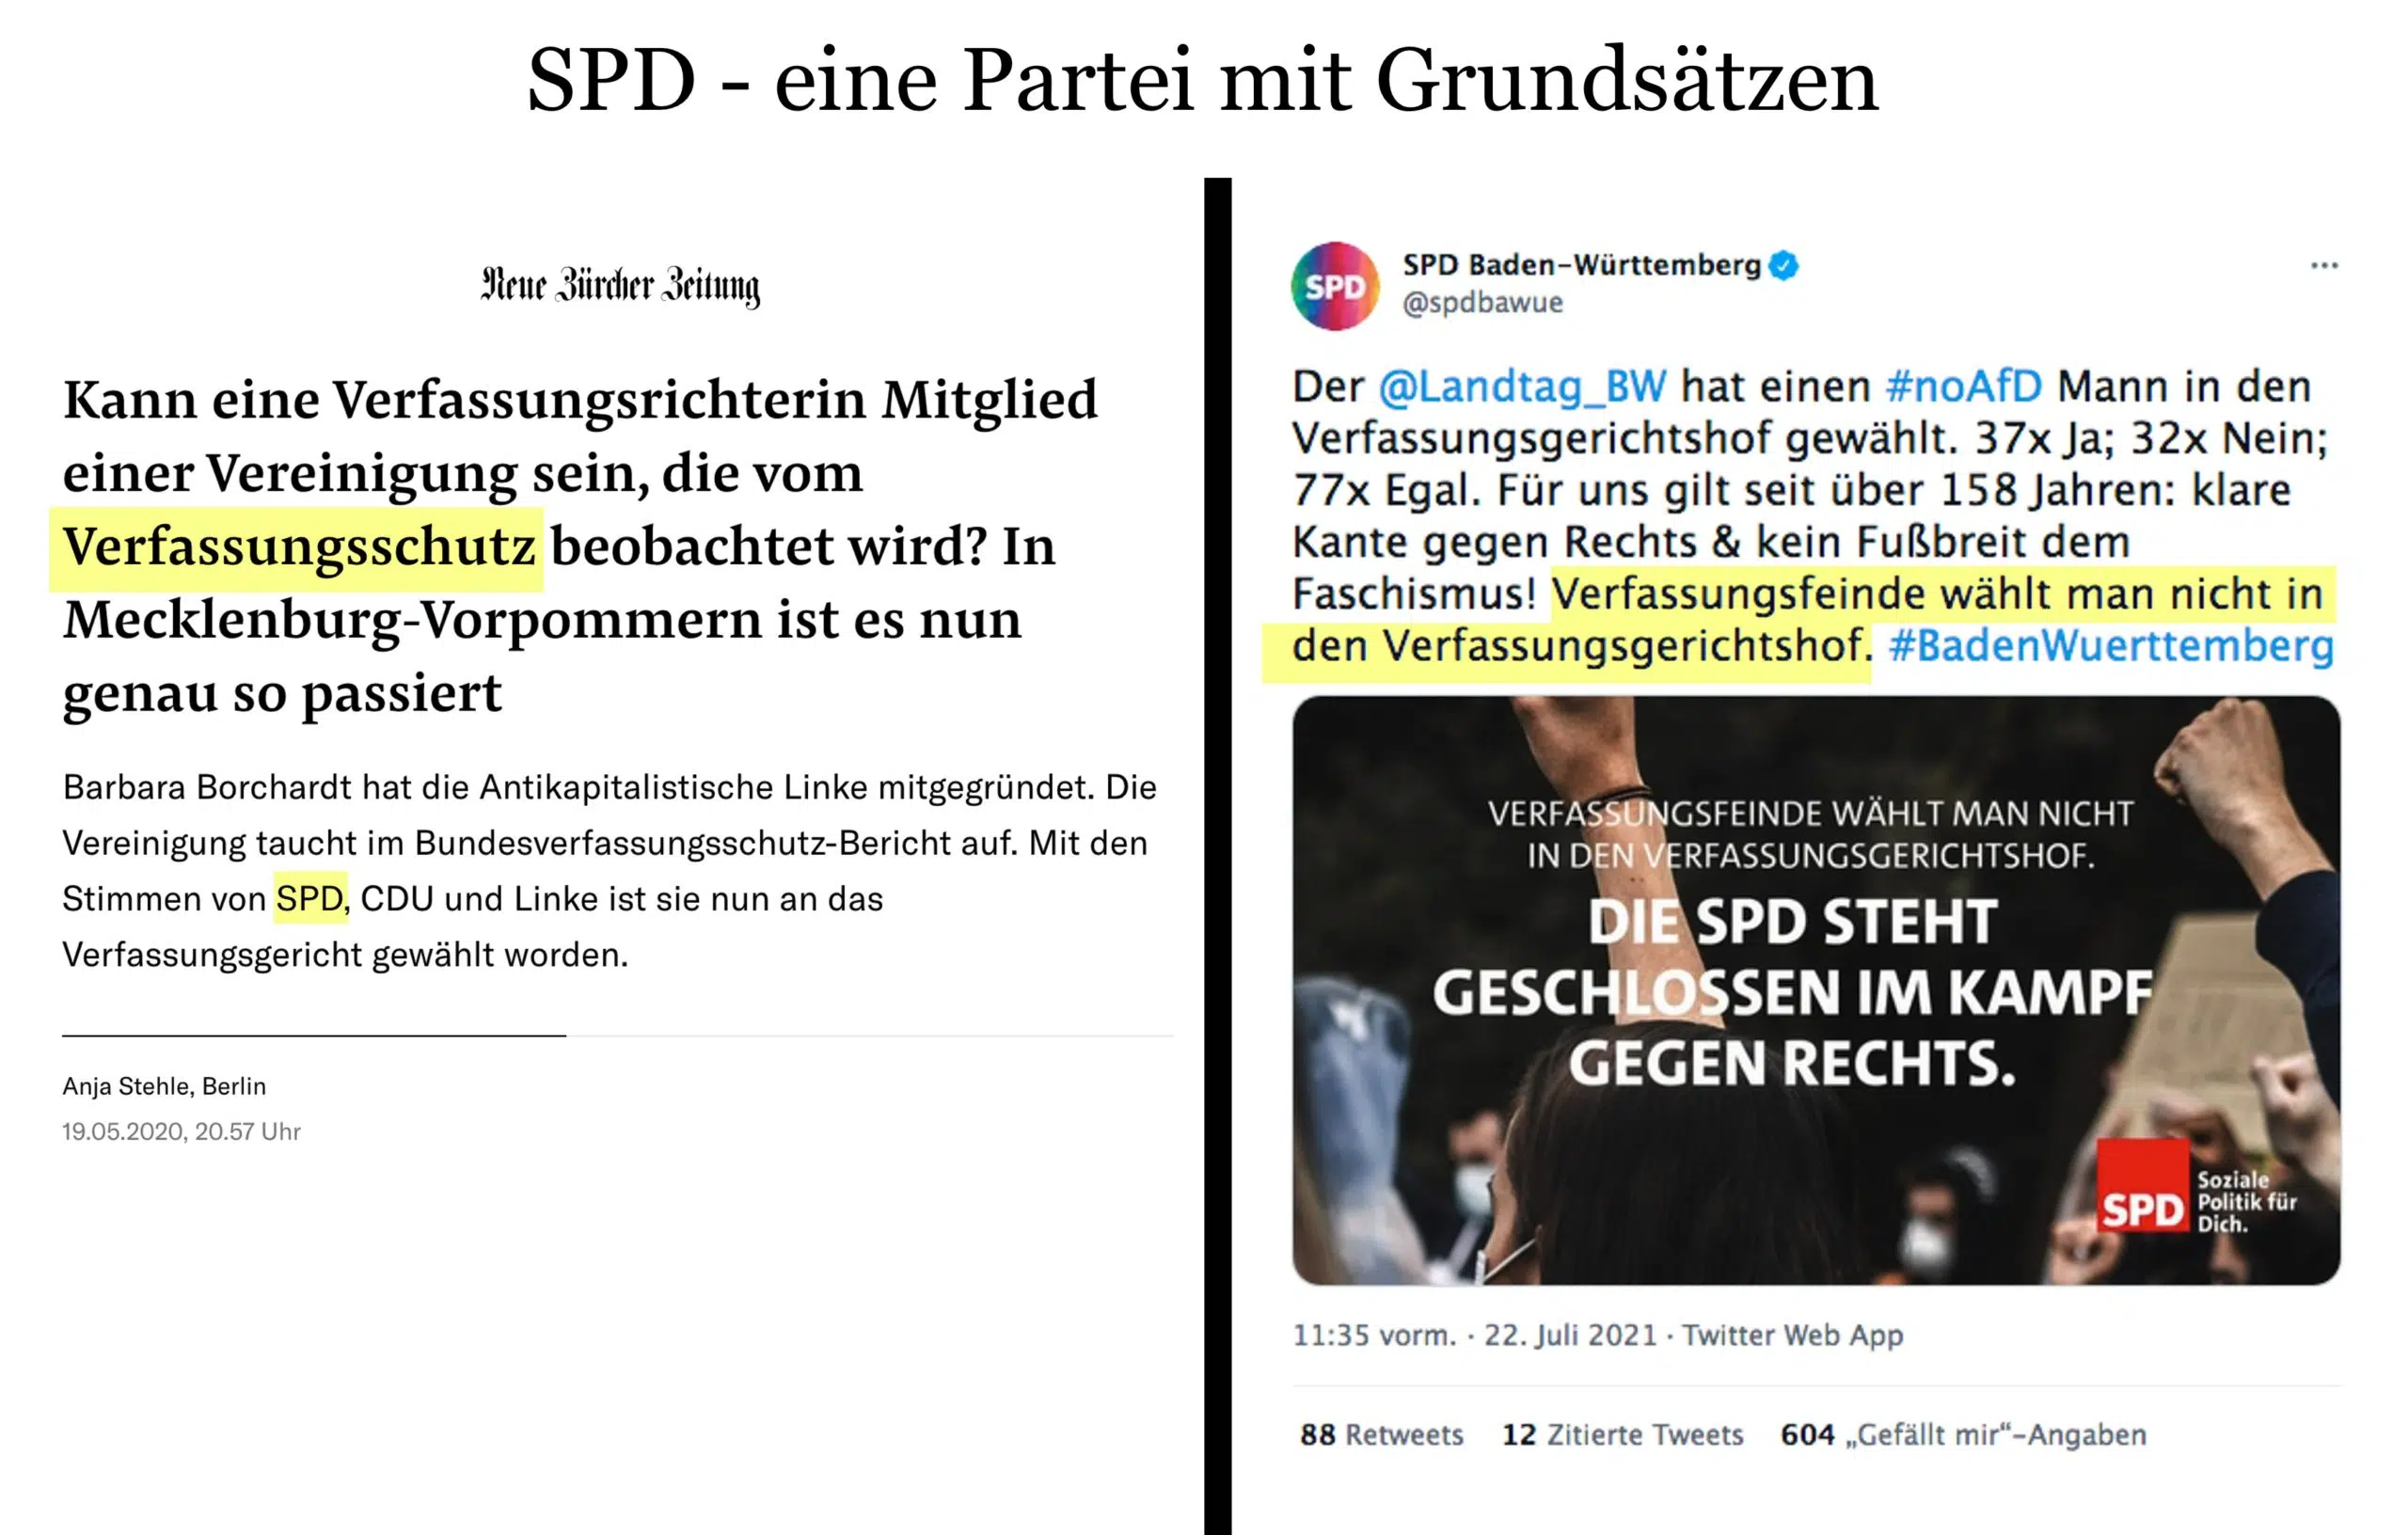 SPD - eine Partei mit Grundsätzen
Neue Zürcher Zeitung
Kann eine Verfassungsrichterin Mitglied
einer Vereinigung sein, die vom
Verfassungsschutz beobachtet wird? In
Mecklenburg-Vorpommern ist es nun
genau so passiert
Barbara Borchardt hat die Antikapitalistische Linke mitgegründet. Die
Vereinigung taucht im Bundesverfassungsschutz-Bericht auf. Mit den
Stimmen von SPD, CDU und Linke ist sie nun an das
Verfassungsgericht gewählt worden.
Anja Stehle, Berlin
19.05.2020, 20.57 Uhr
SPD
SPD Baden-Württemberg
@spdbawue
Der @Landtag_BW hat einen #noAfD Mann in den
Verfassungsgerichtshof gewählt. 37x Ja; 32x Nein;
77x Egal. Für uns gilt seit über 158 Jahren: klare
Kante gegen Rechts & kein Fußbreit dem
Faschismus! Verfassungsfeinde wählt man nicht in
den Verfassungsgerichtshof. #BadenWuerttemberg
VERFASSUNGSFEINDE WÄHLT MAN NICHT
IN DEN VERFASSUNGSGERICHTSHOF.
DIE SPD STEHT
GESCHLOSSEN IM KAMPF
GEGEN RECHTS.
SPD
Soziale
Politik für
Dich.
11:35 vorm. · 22. Juli 2021 · Twitter Web App
88 Retweets 12 Zitierte Tweets 604 „Gefällt mir“-Angaben